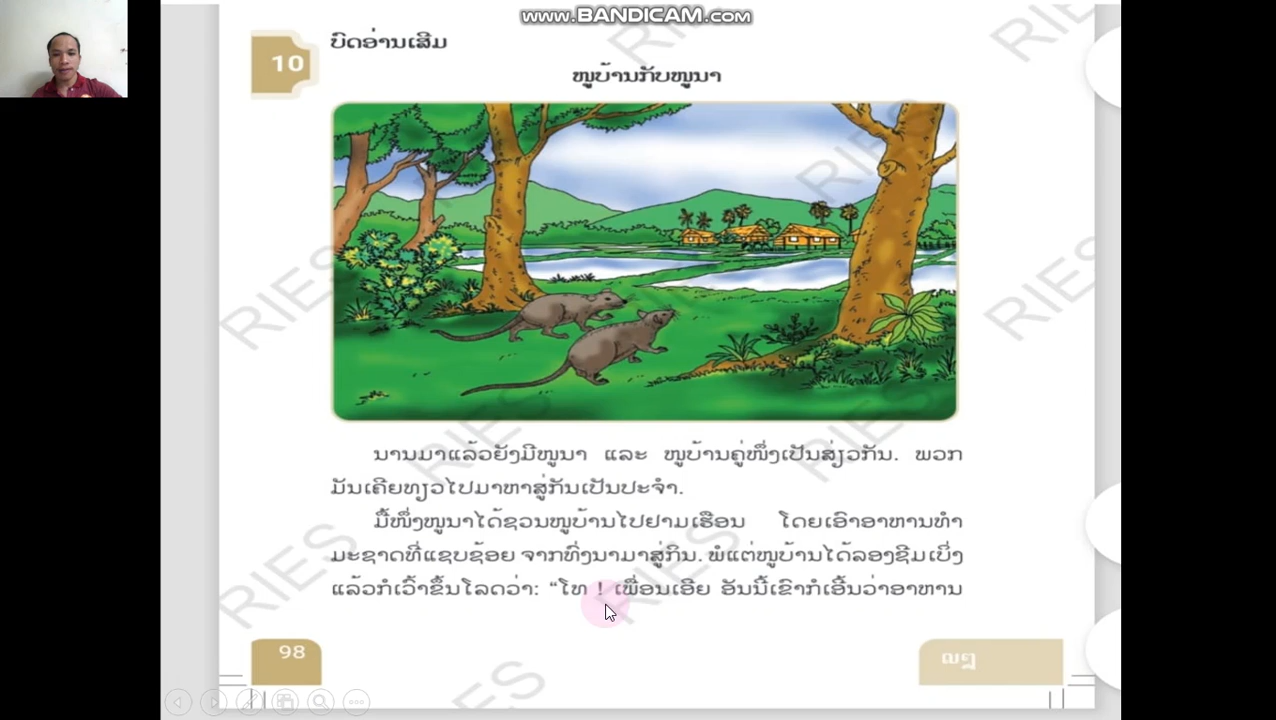 www.BANDICAM.com
10
ບົດອ່ານເສີມ
ໜູບ້ານກັບໜູນາ
ນານມາແລ້ວຍັງມີໜູນາ ແລະ ໜູບ້ານຄູ່ໜຶ່ງເປັນສ່ຽວກັນ. ພວກ
ມັນເຄີຍທຽວໄປມາຫາສູ່ກັນເປັນປະຈຳ.
ມື້ໜຶ່ງໜູນາໄດ້ຊວນໜູບ້ານໄປຢາມເຮືອນ ໂດຍເອົາອາຫານທຳ
ມະຊາດທີ່ແຊບຊ້ອຍ ຈາກທົ່ງນາມາສູ່ກິນ. ພໍແຕ່ໜູບ້ານໄດ້ລອງຊີມເບິ່ງ
ແລ້ວກໍເວົ້າຂຶ້ນໂລດວ່າ: “ໂທ ! ເພື່ອນເອີຍ ອັນນີ້ເຂົາກໍເອີ້ນວ່າອາຫານ
98
RIES
RIES
RIES
RIES
RIES
RIES
RIES
RIES
RIES
RIES